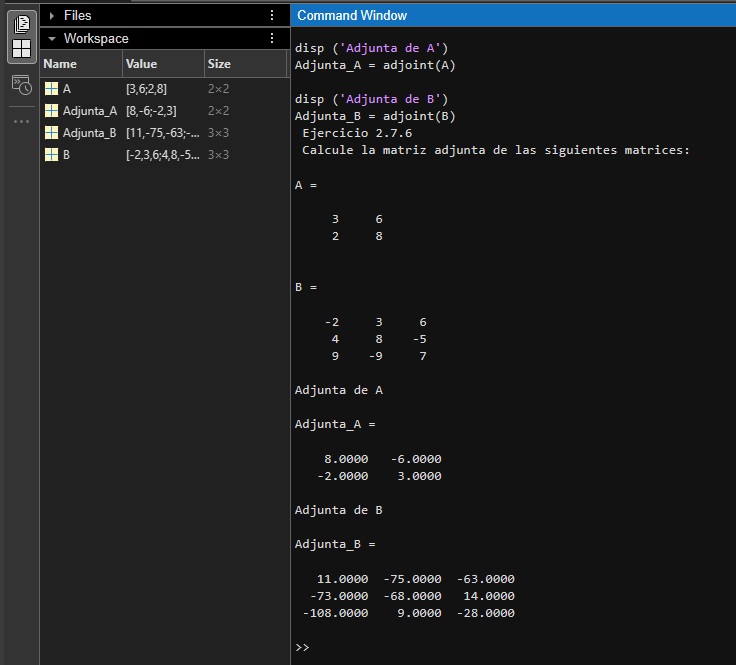 Files
Workspace
Name Value Size
A [3,6;2,8] 2×2
Adjunta_A [8,-6;-2,3] 2×2
Adjunta_B [11,-75,-63;-... 3×3
B [-2,3,6;4,8,-5... 3×3
Command Window
disp ('Adjunta de A')
Adjunta_A = adjoint(A)
disp ('Adjunta de B')
Adjunta_B = adjoint(B)
Ejercicio 2.7.6
Calcule la matriz adjunta de las siguientes matrices:
A =
3 6
2 8
B =
-2 3 6
4 8 -5
9 -9 7
Adjunta de A
Adjunta_A =
8.0000 -6.0000
-2.0000 3.0000
Adjunta de B
Adjunta_B =
11.0000 -75.0000 -63.0000
-73.0000 -68.0000 14.0000
-108.0000 9.0000 -28.0000
>>